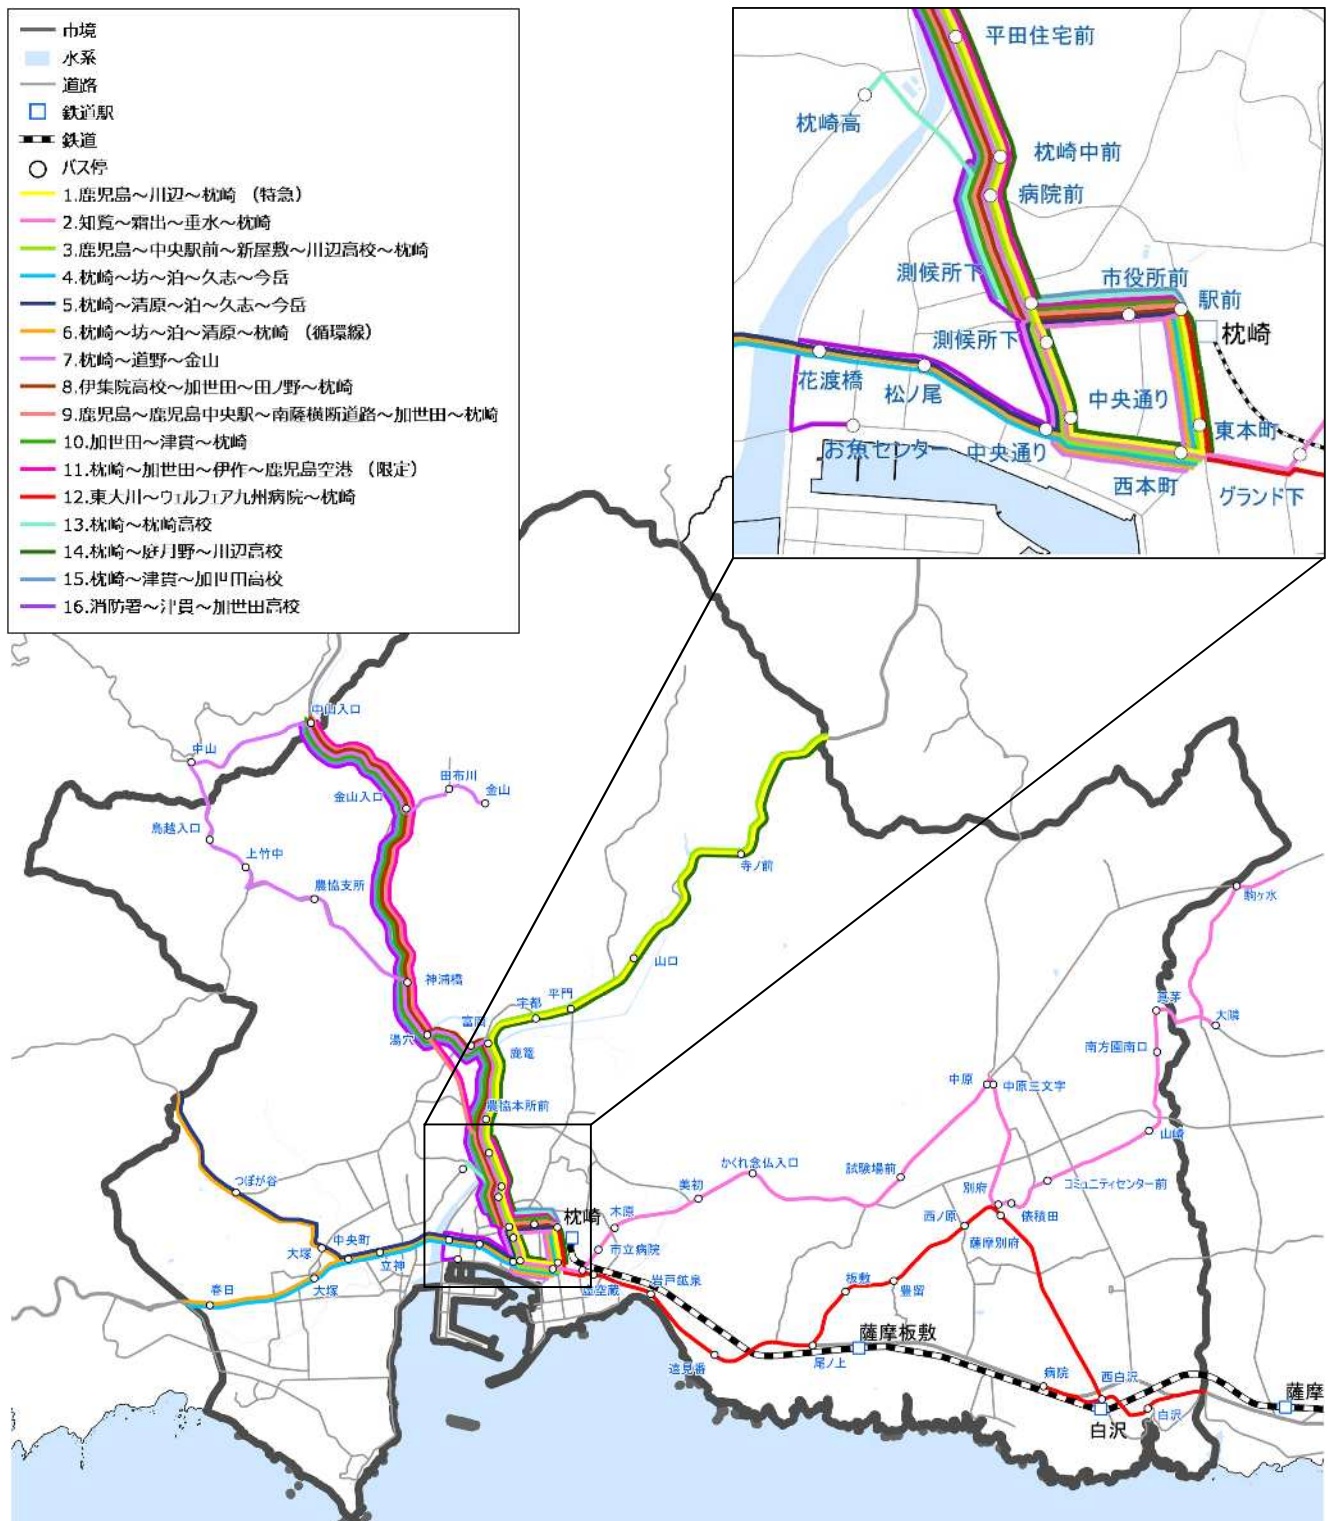 市境
水系
道路
鉄道駅
鉄道
バス停
1.鹿児島～川辺～枕崎 （特急）
2.知覧～霜出～垂水～枕崎
3.鹿児島～中央駅前～新屋敷～川辺高校～枕崎
4.枕崎～坊～泊～久志～今岳
5.枕崎～清原～泊～久志～今岳
6.枕崎～坊～泊～清原～枕崎 （循環線）
7.枕崎～道野～金山
8.伊集院高校～加世田～田ノ野～枕崎
9.鹿児島～鹿児島中央駅～南薩横断道路～加世田～枕崎
10.加世田～津貫～枕崎
11.枕崎～加世田～伊作～鹿児島空港 （限定）
12.東大川～ウェルフェア九州病院～枕崎
13.枕崎～枕崎高校
14.枕崎～庭月野～川辺高校
15.枕崎～津貫～加世田高校
16.消防署～津貫～加世田高校
平田住宅前
枕崎高
枕崎中前
病院前
測候所下
市役所前
駅前
枕崎
測候所下
花渡橋
松ノ尾
中央通り
東本町
お魚センター
中央通り
西本町
グランド下
中山入口
中山
田布川
金山
金山入口
鳥越入口
上竹中
農協支所
寺ノ前
駒ヶ水
神浦橋
山口
平門
宇都
富岡
湯穴
鹿篭
大隣
南方園南口
中原
中原三文字
農協本所前
山崎
つぼが谷
かくれ念仏入口
試験場前
コミュニティセンター前
美初
別府
俵積田
木原
枕崎
西ノ原
薩摩別府
市立病院
中央町
大塚
立神
大塚
春日
岩戸鉱泉
虚空蔵
板敷
豊留
薩摩板敷
尾ノ上
遠見番
病院
西白沢
白沢
白沢
薩摩